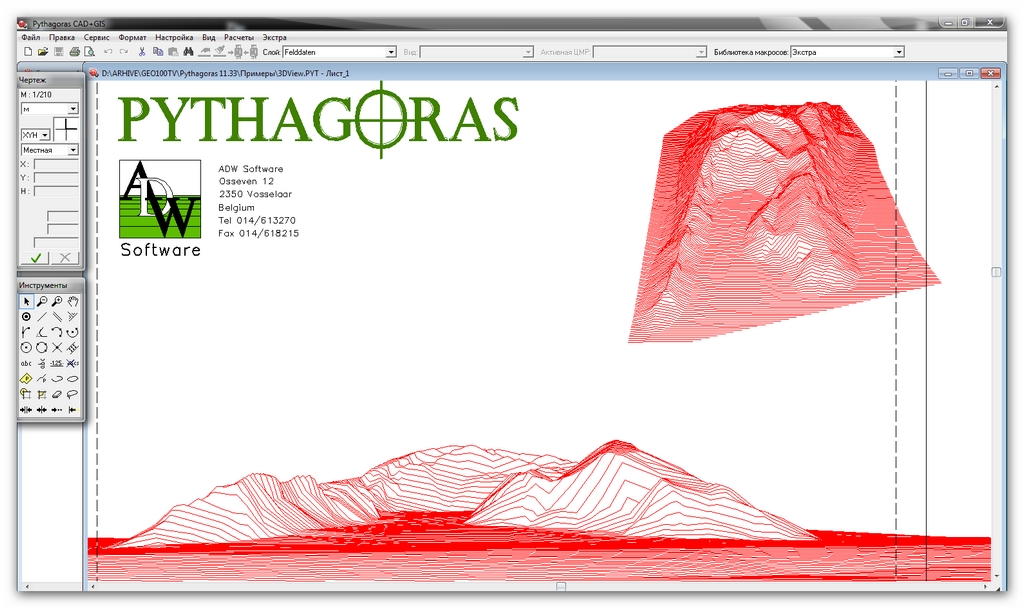 Pythagoras CAD+GIS
Файл Правка Сервис Формат Настройка Вид Расчеты Экстра
Слой: Felddaten Вид: Активная ЦМР: Библиотека макросов: Экстра
D:\ARHIVE\GEO100TV\Pythagoras 11.33\Примеры\3DView.PYT - Лист_1
Чертеж
М : 1/210
м
XYH
Местная
X :
Y :
H :
Инструменты
abc
PYTHAGORAS
ADW
Software
ADW Software
Osseven 12
2350 Vosselaar
Belgium
Tel 014/613270
Fax 014/618215